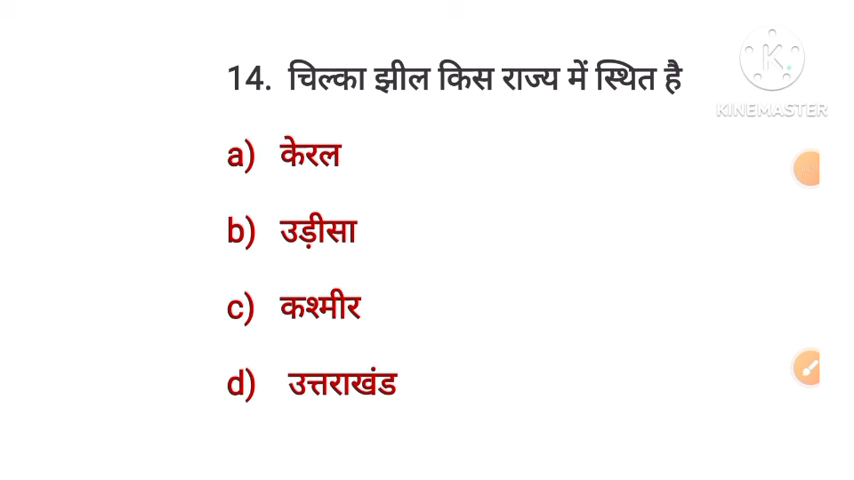 14. चिल्का झील किस राज्य में स्थित है
KINEMASTER
a) केरल
b) उड़ीसा
c) कश्मीर
d) उत्तराखंड